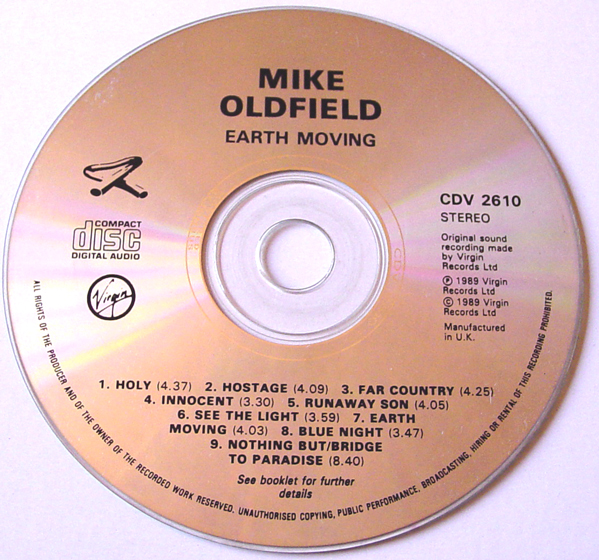 MIKE
OLDFIELD
EARTH MOVING
COMPACT
disc
DIGITAL AUDIO
Virgin
CDV 2610
STEREO
Original sound
recording made
by Virgin
Records Ltd
Ⓟ 1989 Virgin
Records Ltd
© 1989 Virgin
Records Ltd
Manufactured
in U.K.
1. HOLY (4.37) 2. HOSTAGE (4.09) 3. FAR COUNTRY (4.25)
4. INNOCENT (3.30) 5. RUNAWAY SON (4.05)
6. SEE THE LIGHT (3.59) 7. EARTH
MOVING (4.03) 8. BLUE NIGHT (3.47)
9. NOTHING BUT/BRIDGE
TO PARADISE (8.40)
See booklet for further
details
ALL RIGHTS OF THE PRODUCER AND OF THE OWNER OF THE RECORDED WORK RESERVED. UNAUTHORISED COPYING, PUBLIC PERFORMANCE, BROADCASTING, HIRING OR RENTAL OF THIS RECORDING PROHIBITED.